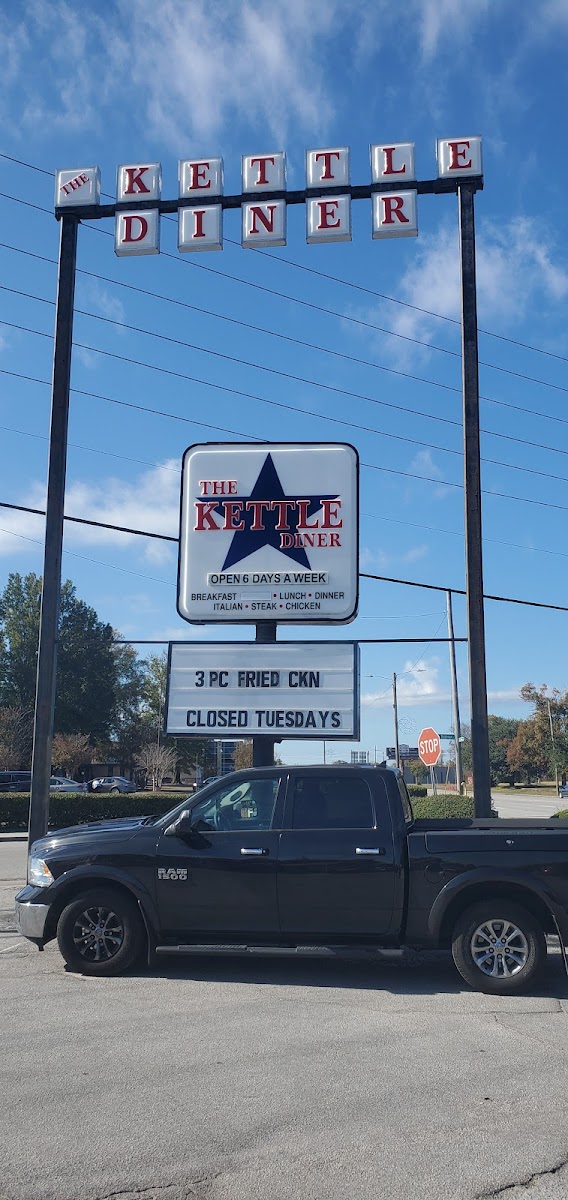 THE KETTLE
DINER
THE
KETTLE
DINER
OPEN 6 DAYS A WEEK
BREAKFAST • LUNCH • DINNER
ITALIAN • STEAK • CHICKEN
3 PC FRIED CKN
CLOSED TUESDAYS
STOP
RAM
1500